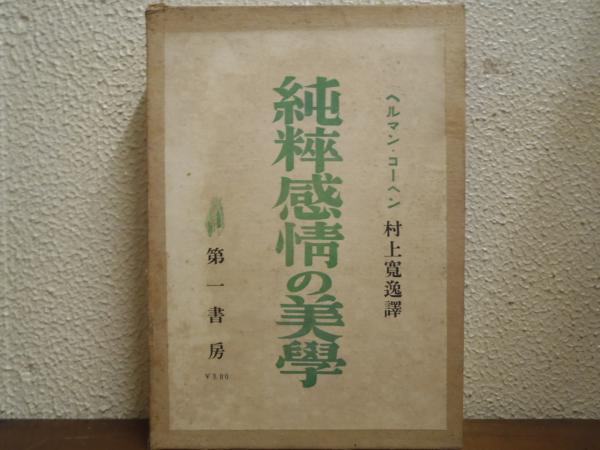 ヘルマン・コーヘン 村上寬逸譯
純粹感情の美學
第一書房